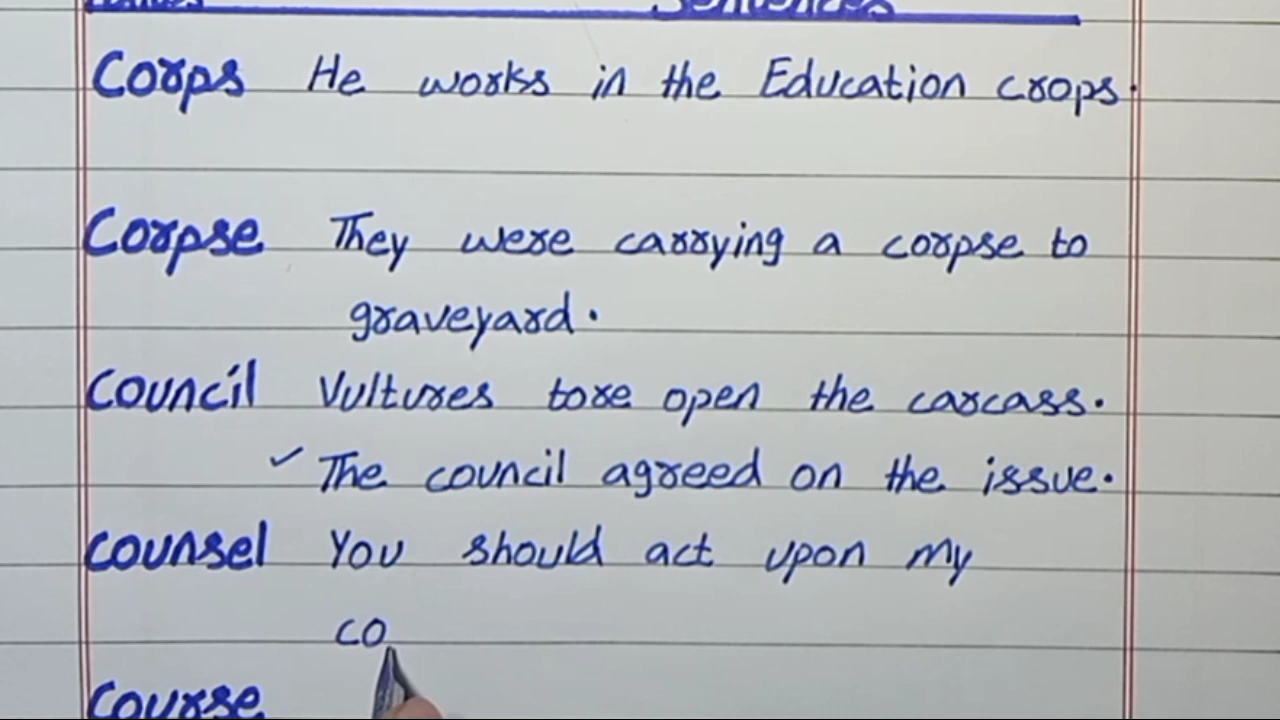 Sentences
Corps He works in the Education crops.
Corpse They were carrying a corpse to
graveyard.
Council Vultures tore open the carcass.
✓ The council agreed on the issue.
Counsel You should act upon my
co
Course